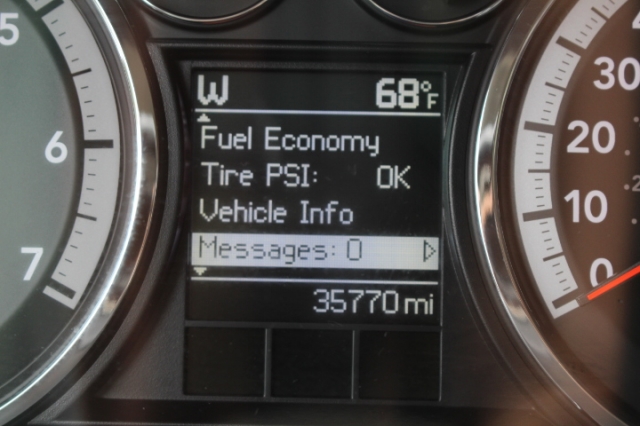 W 68°F
Fuel Economy
Tire PSI: OK
Vehicle Info
Messages: 0
35770 mi
5
6
7
30
20
10
0